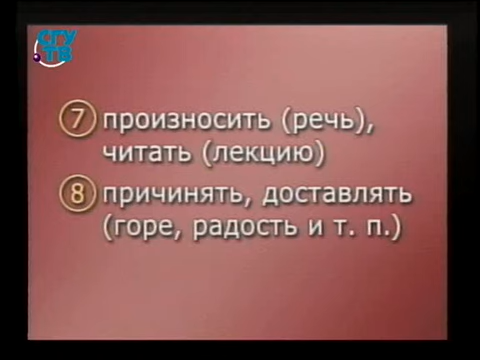 СГУ
ТВ
7 произносить (речь),
читать (лекцию)
8 причинять, доставлять
(горе, радость и т. п.)